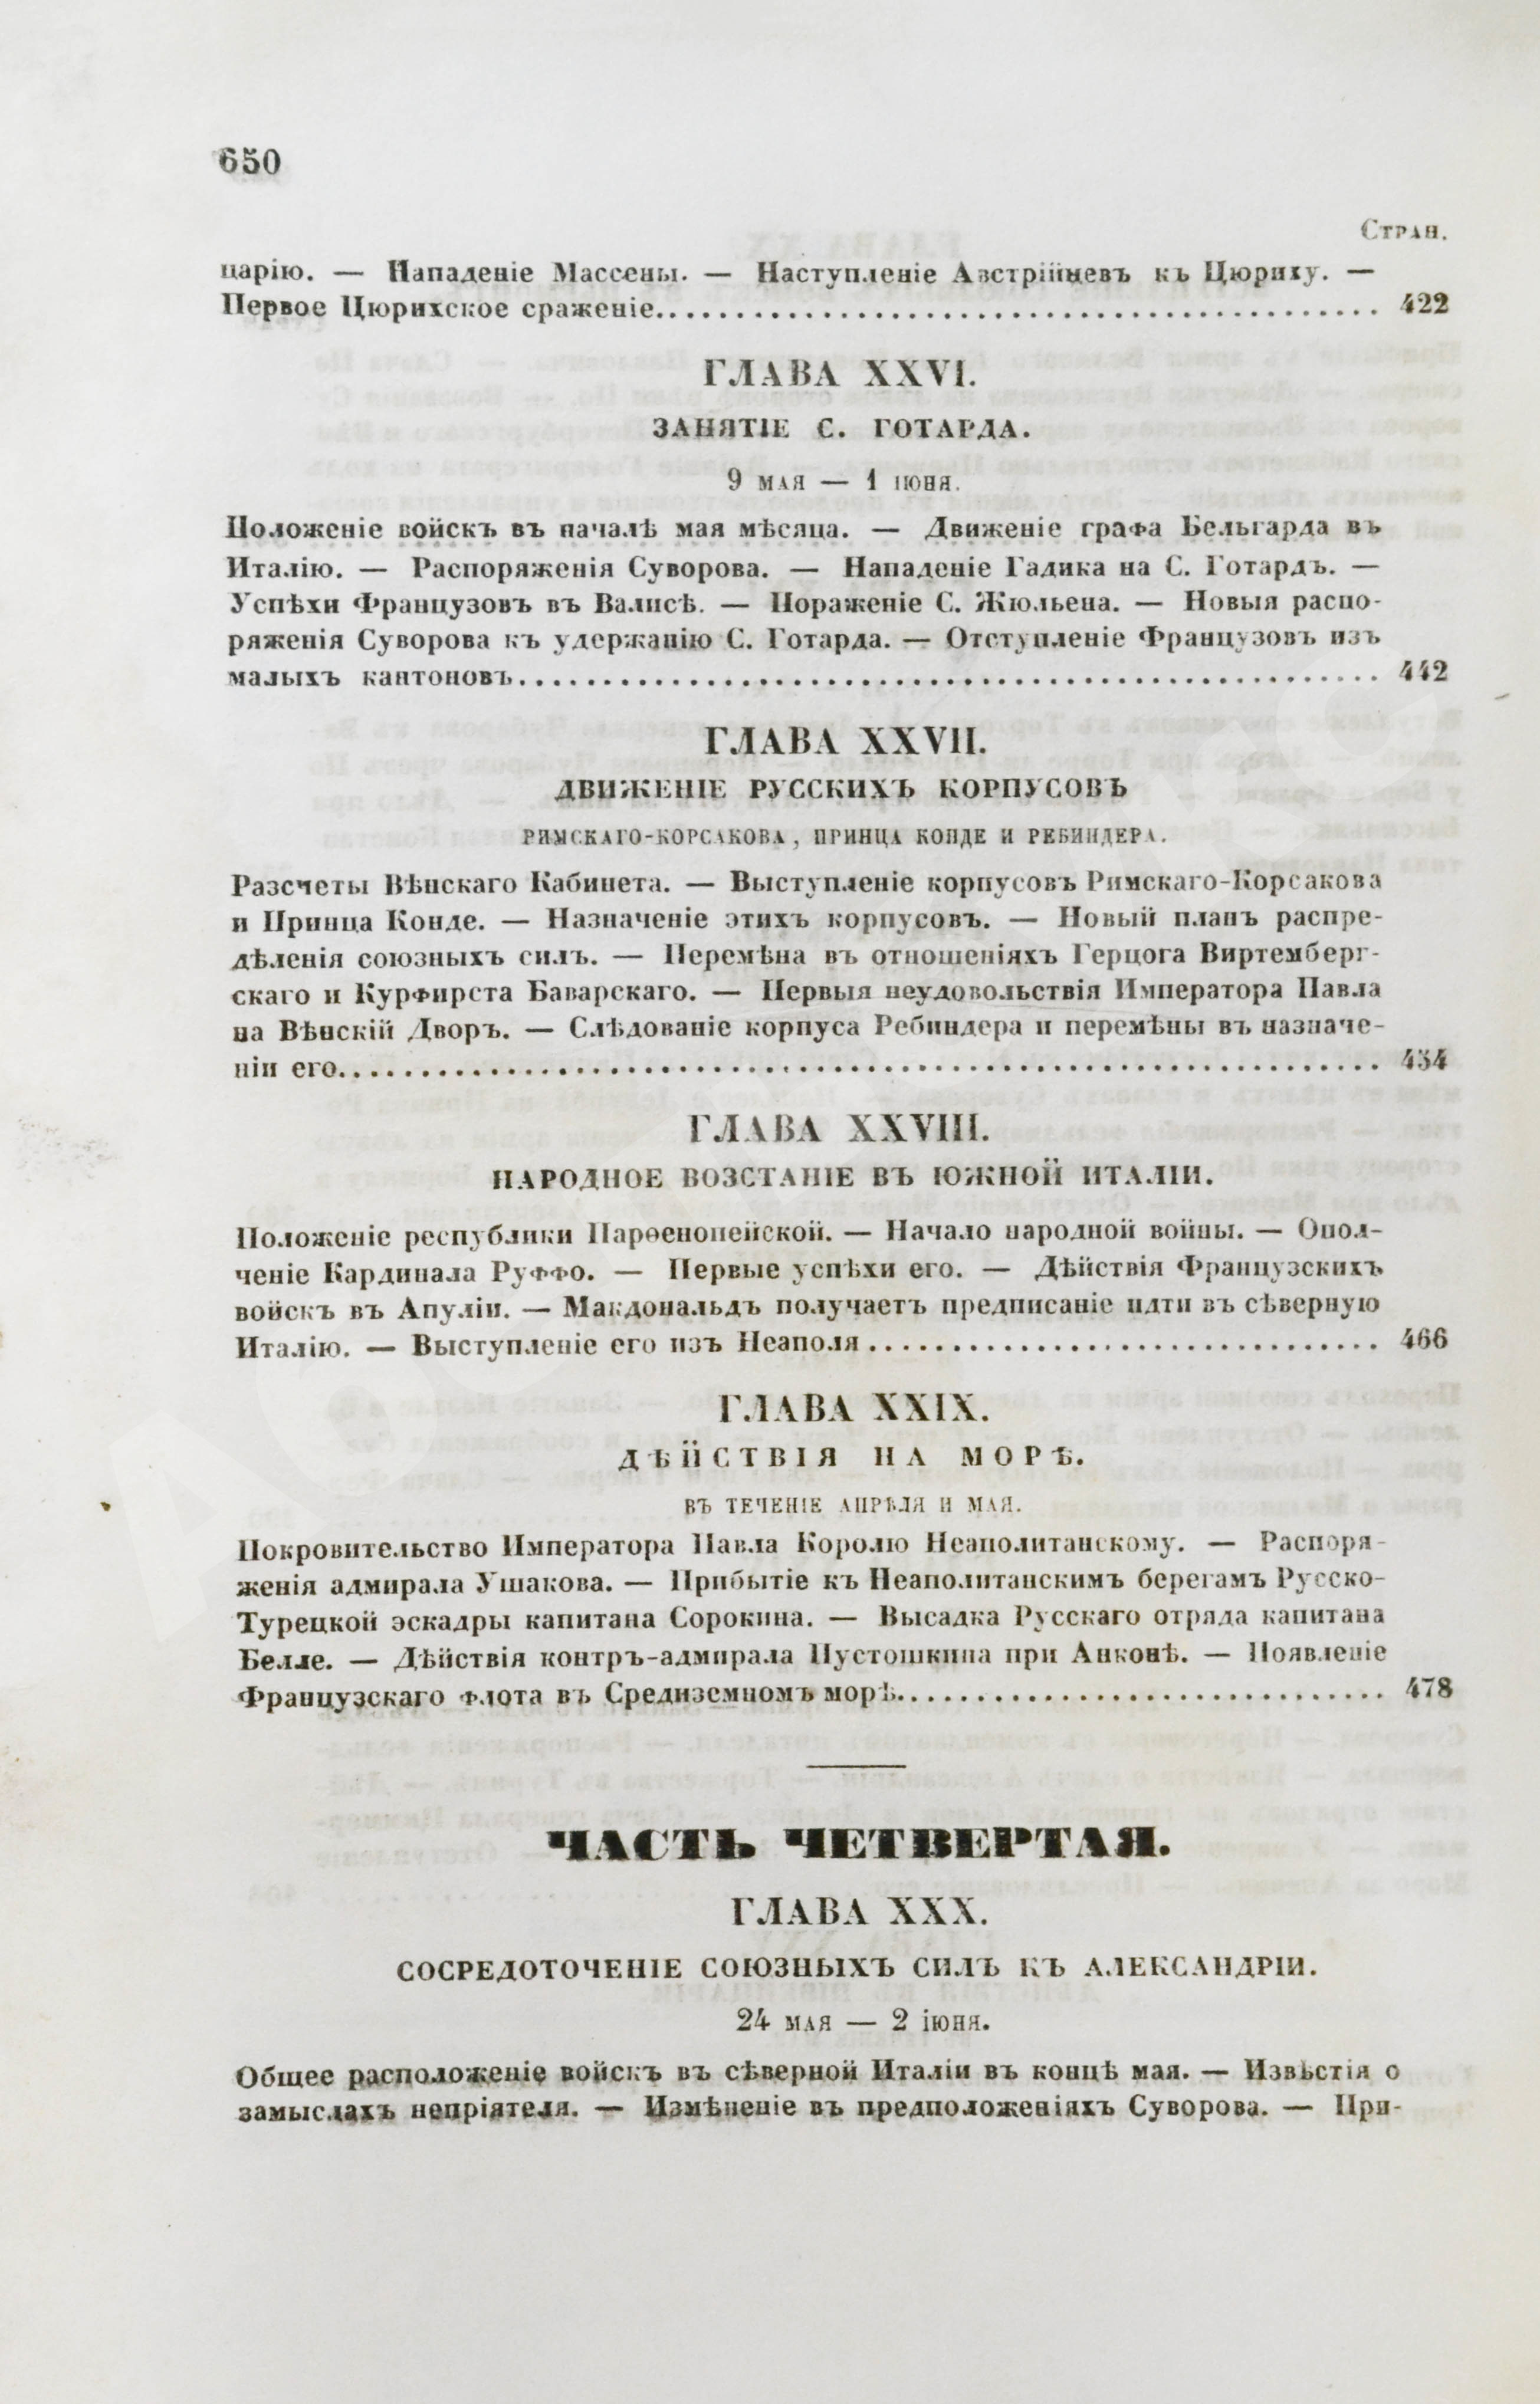 650
Стран.
царію. — Нападеніе Массены. — Наступленіе Австрійцевъ къ Цюриху. —
Первое Цюрихское сраженіе. 422
ГЛАВА XXVI.
ЗАНЯТІЕ С. ГОТАРДА.
9 мая — 1 іюня.
Положеніе войскъ въ началѣ мая мѣсяца. — Движеніе графа Бельгарда въ
Италію. — Распоряженія Суворова. — Нападеніе Гадика на С. Готардъ. —
Успѣхи Французовъ въ Валисѣ. — Пораженіе С. Жюльена. — Новыя распо-
ряженія Суворова къ удержанію С. Готарда. — Отступленіе Французовъ изъ
малыхъ кантоновъ. 442
ГЛАВА XXVII.
ДВИЖЕНІЕ РУССКИХЪ КОРПУСОВЪ
РИМСКАГО-КОРСАКОВА, ПРИНЦА КОНДЕ И РЕБИНДЕРА.
Разсчеты Вѣнскаго Кабинета. — Выступленіе корпусовъ Римскаго-Корсакова
и Принца Конде. — Назначеніе этихъ корпусовъ. — Новый планъ распре-
дѣленія союзныхъ силъ. — Перемѣна въ отношеніяхъ Герцога Виртемберг-
скаго и Курфирста Баварскаго. — Первыя неудовольствія Императора Павла
на Вѣнскій Дворъ. — Слѣдованіе корпуса Ребиндера и перемѣны въ назначе-
ніи его. 454
ГЛАВА XXVIII.
НАРОДНОЕ ВОЗСТАНІЕ ВЪ ЮЖНОЙ ИТАЛІИ.
Положеніе республики Парѳенопейской. — Начало народной войны. — Опол-
ченіе Кардинала Руффо. — Первые успѣхи его. — Дѣйствія Французскихъ
войскъ въ Апуліи. — Макдональдъ получаетъ предписаніе идти въ сѣверную
Италію. — Выступленіе его изъ Неаполя 466
ГЛАВА XXIX.
ДѢЙСТВІЯ НА МОРѢ.
ВЪ ТЕЧЕНІЕ АПРѢЛЯ И МАЯ.
Покровительство Императора Павла Королю Неаполитанскому. — Распоря-
женія адмирала Ушакова. — Прибытіе къ Неаполитанскимъ берегамъ Русско-
Турецкой эскадры капитана Сорокина. — Высадка Русскаго отряда капитана
Белле. — Дѣйствія контръ-адмирала Пустошкина при Анконѣ. — Появленіе
Французскаго флота въ Средиземномъ морѣ. 478
ЧАСТЬ ЧЕТВЕРТАЯ.
ГЛАВА XXX.
СОСРЕДОТОЧЕНІЕ СОЮЗНЫХЪ СИЛЪ КЪ АЛЕКСАНДРІИ.
24 мая — 2 іюня.
Общее расположеніе войскъ въ сѣверной Италіи въ концѣ мая. — Извѣстія о
замыслахъ непріятеля. — Измѣненіе въ предположеніяхъ Суворова. — При-